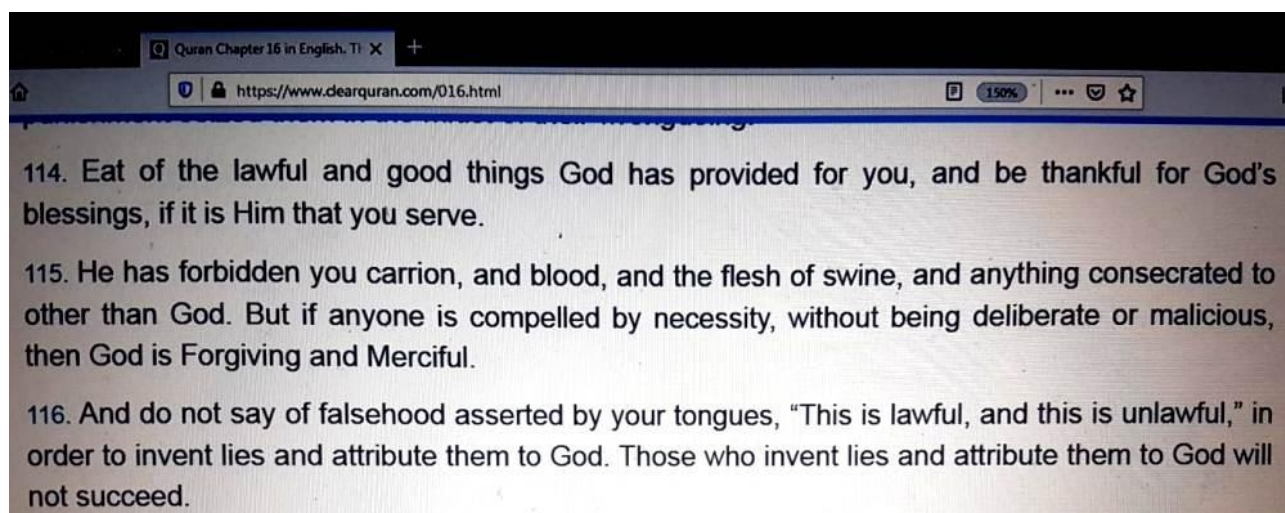 Quran Chapter 16 in English. Th
https://www.dearquran.com/016.html
150%
114. Eat of the lawful and good things God has provided for you, and be thankful for God's
blessings, if it is Him that you serve.
115. He has forbidden you carrion, and blood, and the flesh of swine, and anything consecrated to
other than God. But if anyone is compelled by necessity, without being deliberate or malicious,
then God is Forgiving and Merciful.
116. And do not say of falsehood asserted by your tongues, “This is lawful, and this is unlawful,” in
order to invent lies and attribute them to God. Those who invent lies and attribute them to God will
not succeed.